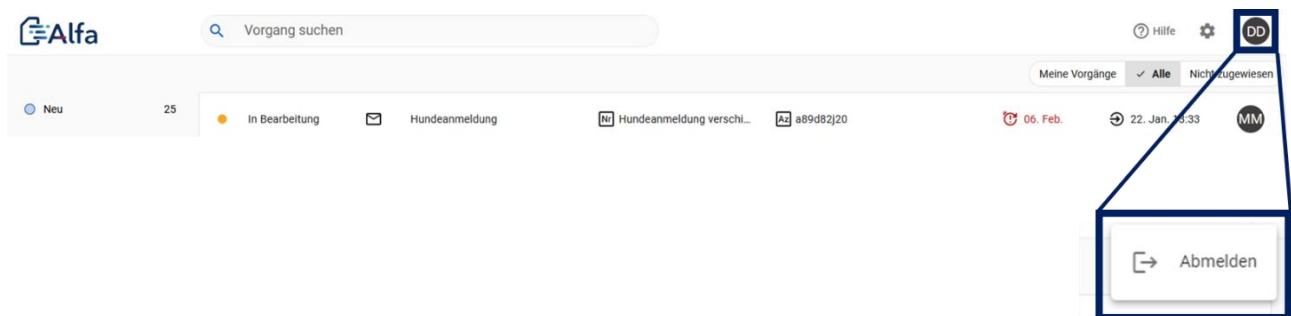 Alfa
Vorgang suchen
Hilfe
DD
Meine Vorgänge
Alle
Nicht zugewiesen
Neu 25
In Bearbeitung Hundeanmeldung Nr Hundeanmeldung verschi... Az a89d82j20 06. Feb. 22. Jan. 13:33 MM
Abmelden